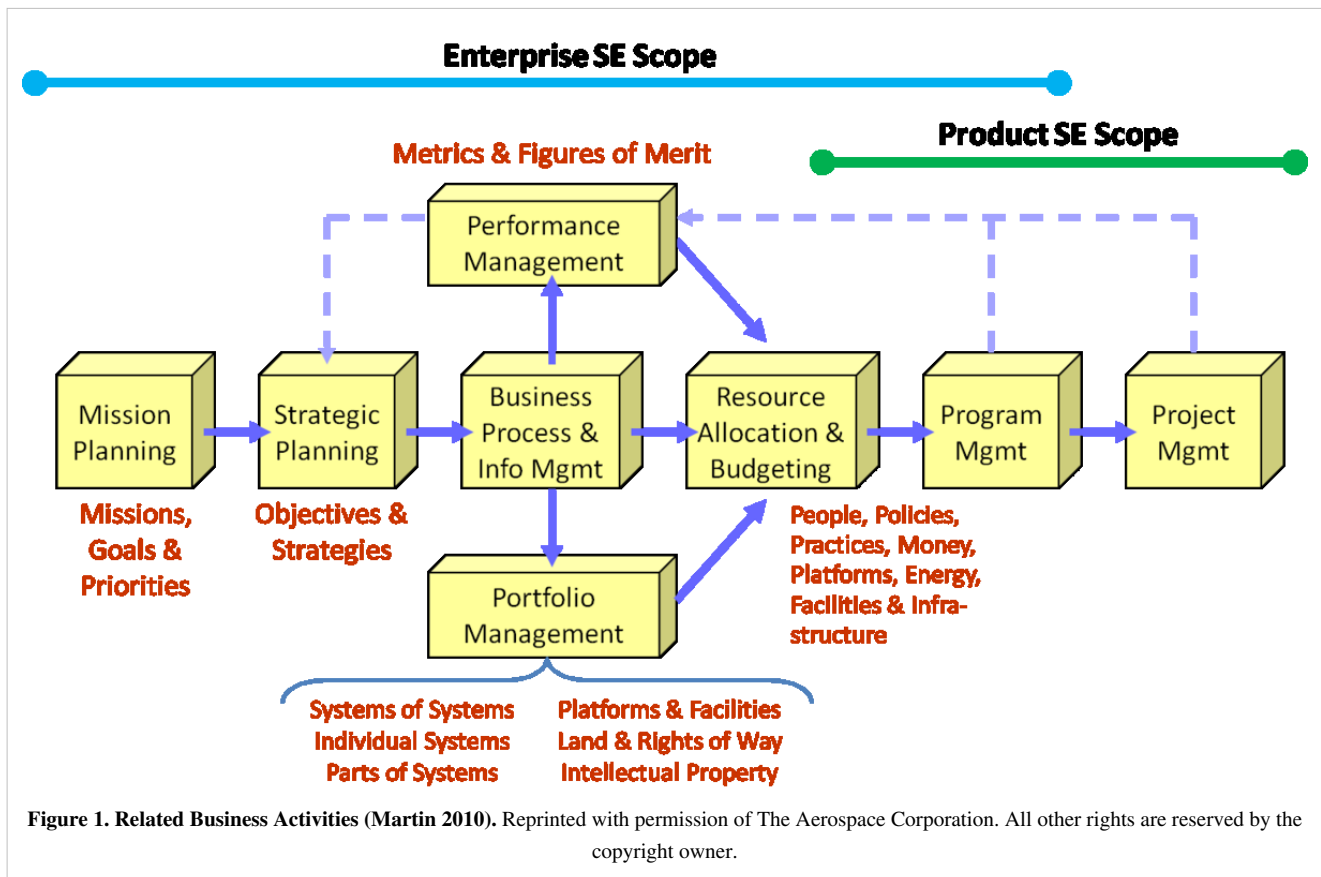 Enterprise SE Scope
Product SE Scope
Metrics & Figures of Merit
Performance
Management
Mission
Planning
Strategic
Planning
Business
Process &
Info Mgmt
Resource
Allocation &
Budgeting
Program
Mgmt
Project
Mgmt
Missions,
Goals &
Priorities
Objectives &
Strategies
People, Policies,
Practices, Money,
Platforms, Energy,
Facilities & Infra-
structure
Portfolio
Management
Systems of Systems
Individual Systems
Parts of Systems
Platforms & Facilities
Land & Rights of Way
Intellectual Property
Figure 1. Related Business Activities (Martin 2010). Reprinted with permission of The Aerospace Corporation. All other rights are reserved by the
copyright owner.